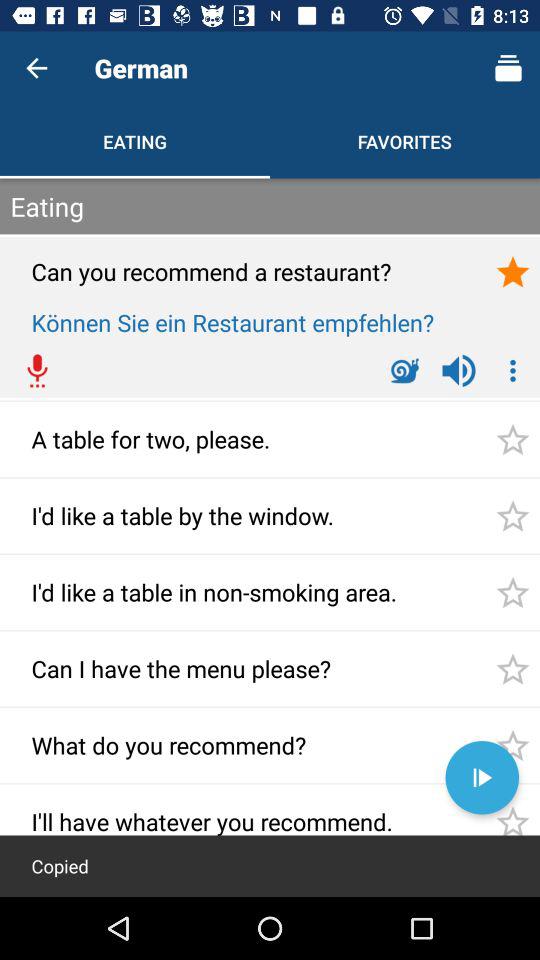 8:13
German
EATING
FAVORITES
Eating
Can you recommend a restaurant?
Können Sie ein Restaurant empfehlen?
A table for two, please.
I'd like a table by the window.
I'd like a table in non-smoking area.
Can I have the menu please?
What do you recommend?
I'll have whatever you recommend.
Copied